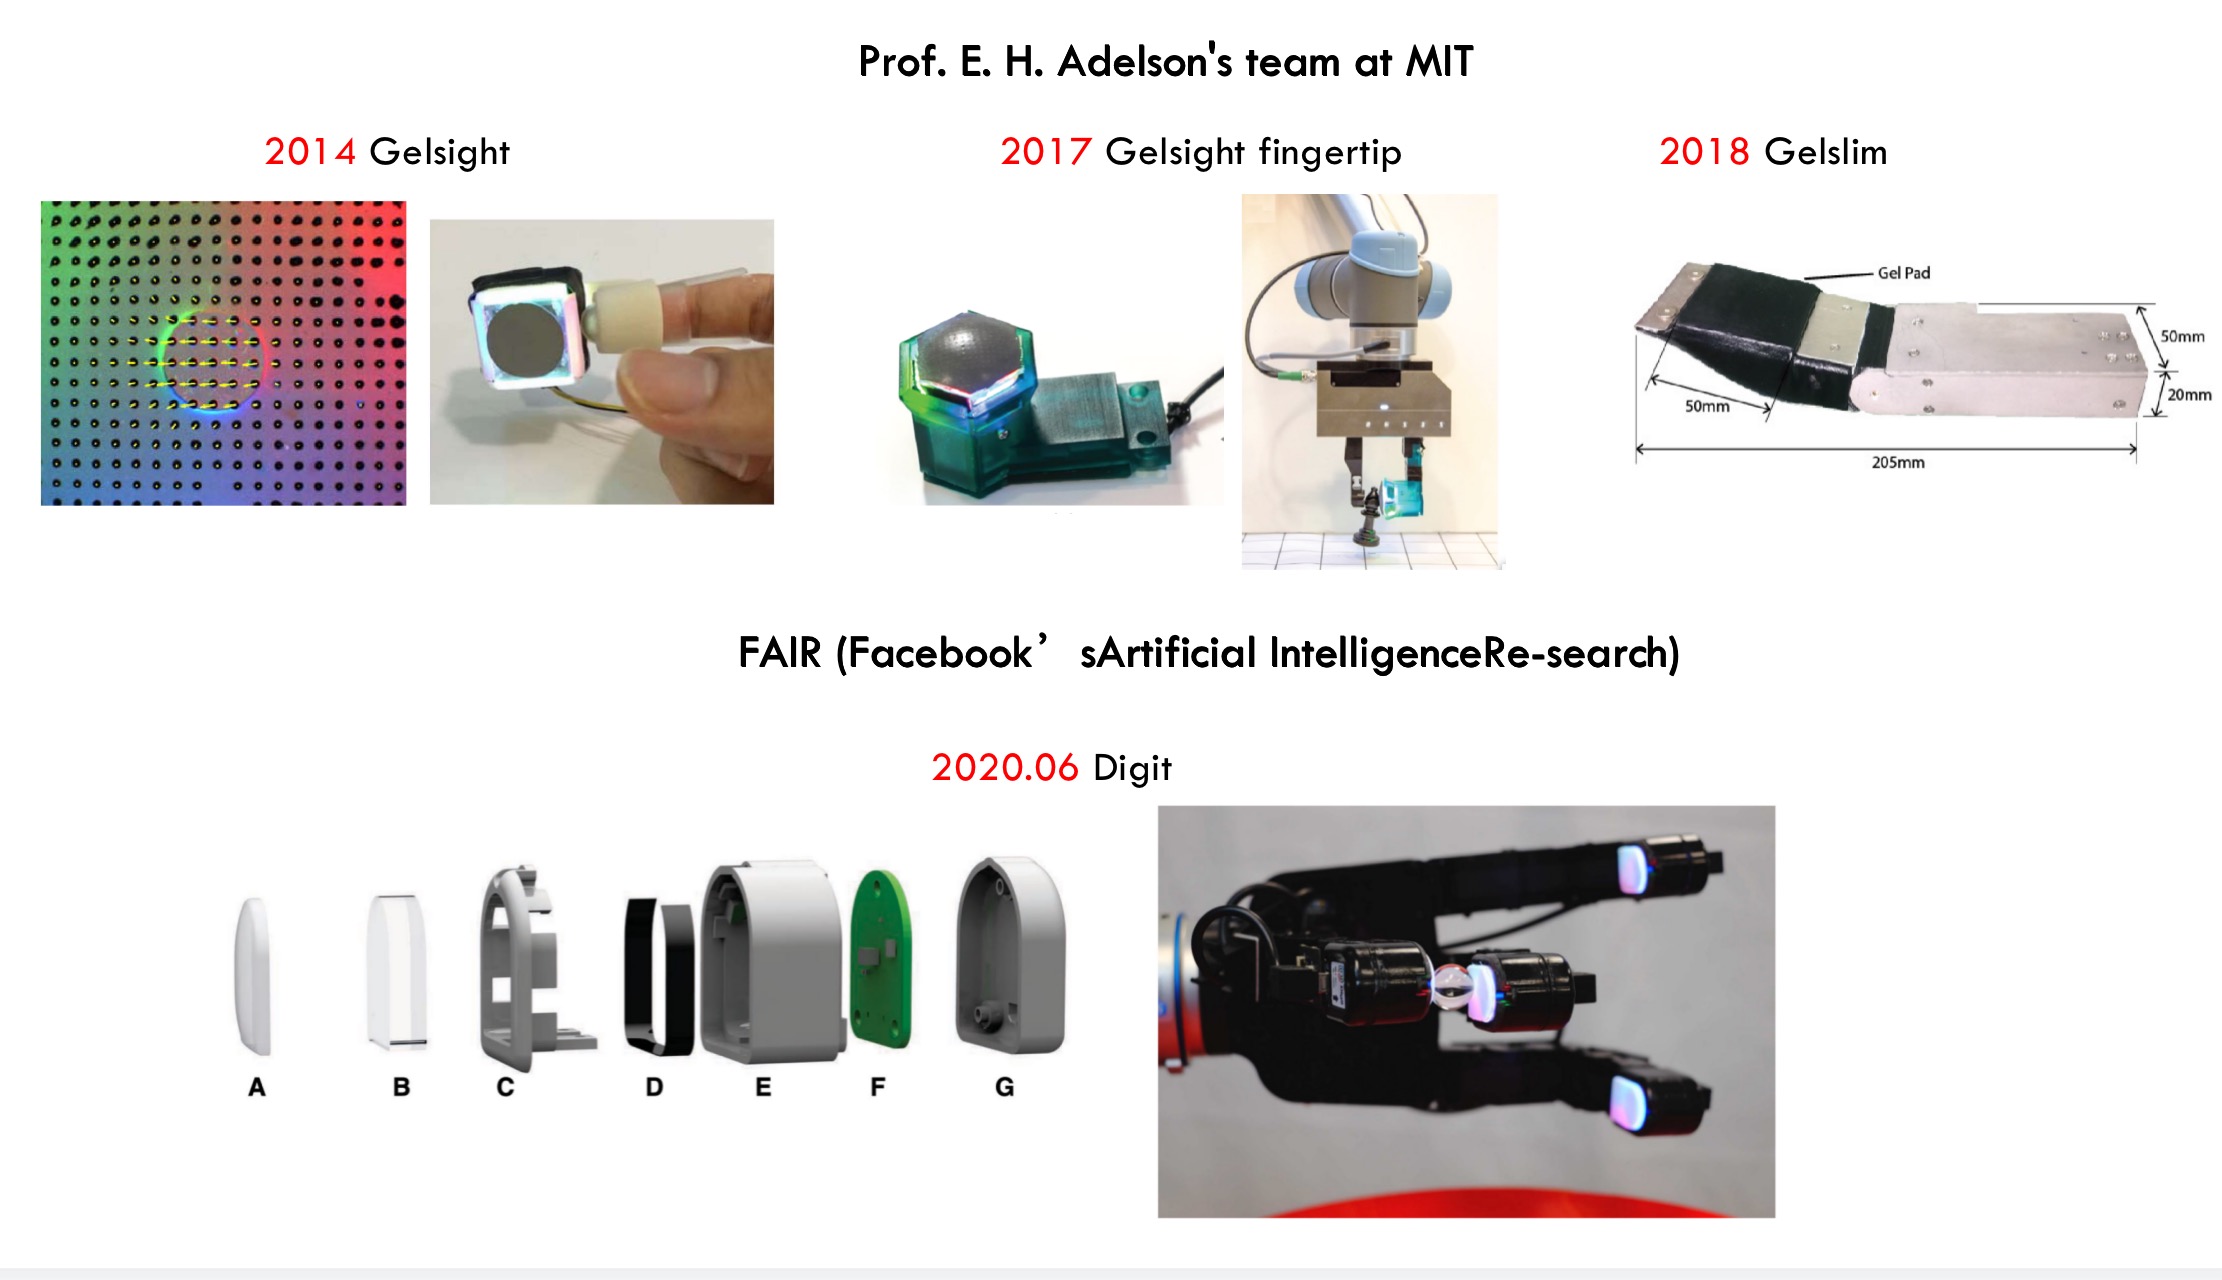 Prof. E. H. Adelson's team at MIT
2014 Gelsight
2017 Gelsight fingertip
2018 Gelslim
Gel Pad
50mm
20mm
50mm
205mm
FAIR (Facebook’ sArtificial IntelligenceRe-search)
2020.06 Digit
A B C D E F G